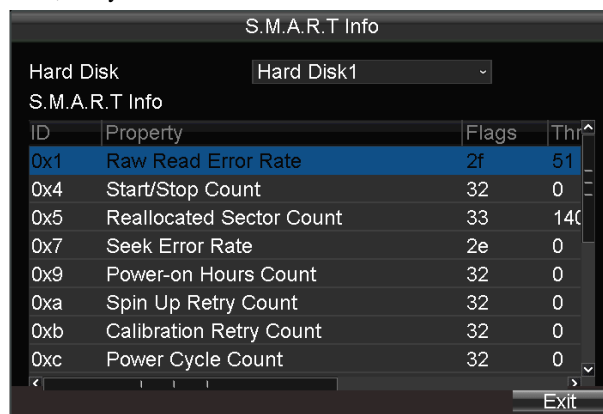 S.M.A.R.T Info
Hard Disk Hard Disk1
S.M.A.R.T Info
ID Property Flags Thr
0x1 Raw Read Error Rate 2f 51
0x4 Start/Stop Count 32 0
0x5 Reallocated Sector Count 33 140
0x7 Seek Error Rate 2e 0
0x9 Power-on Hours Count 32 0
0xa Spin Up Retry Count 32 0
0xb Calibration Retry Count 32 0
0xc Power Cycle Count 32 0
Exit